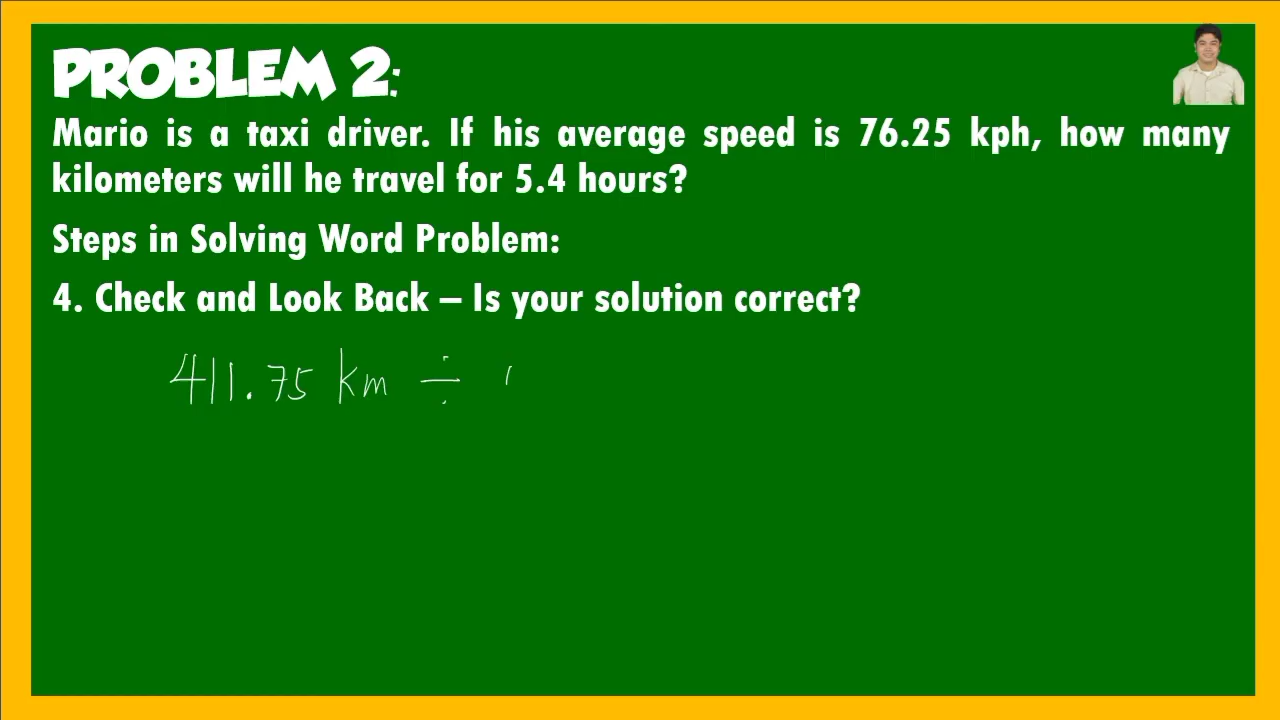 PROBLEM 2:
Mario is a taxi driver. If his average speed is 76.25 kph, how many
kilometers will he travel for 5.4 hours?
Steps in Solving Word Problem:
4. Check and Look Back – Is your solution correct?
411.75 km ÷